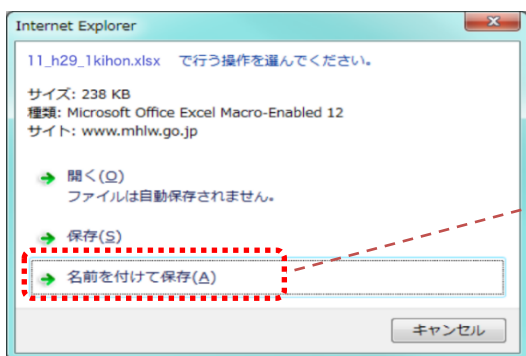 Internet Explorer
11_h29_1kihon.xlsx で行う操作を選んでください。
サイズ: 238 KB
種類: Microsoft Office Excel Macro-Enabled 12
サイト: www.mhlw.go.jp
開く(O)
ファイルは自動保存されません。
保存(S)
名前を付けて保存(A)
キャンセル